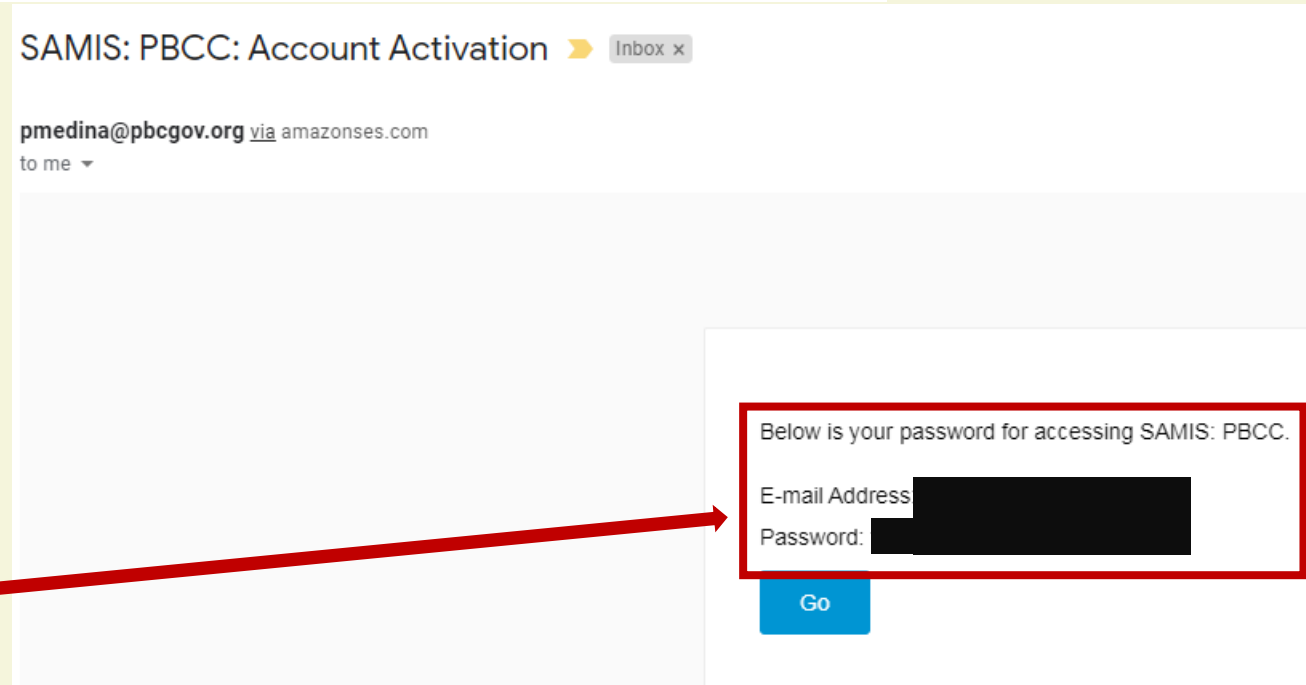 SAMIS: PBCC: Account Activation Inbox x
pmedina@pbcgov.org via amazonses.com
to me
Below is your password for accessing SAMIS: PBCC.
E-mail Address:
Password:
Go